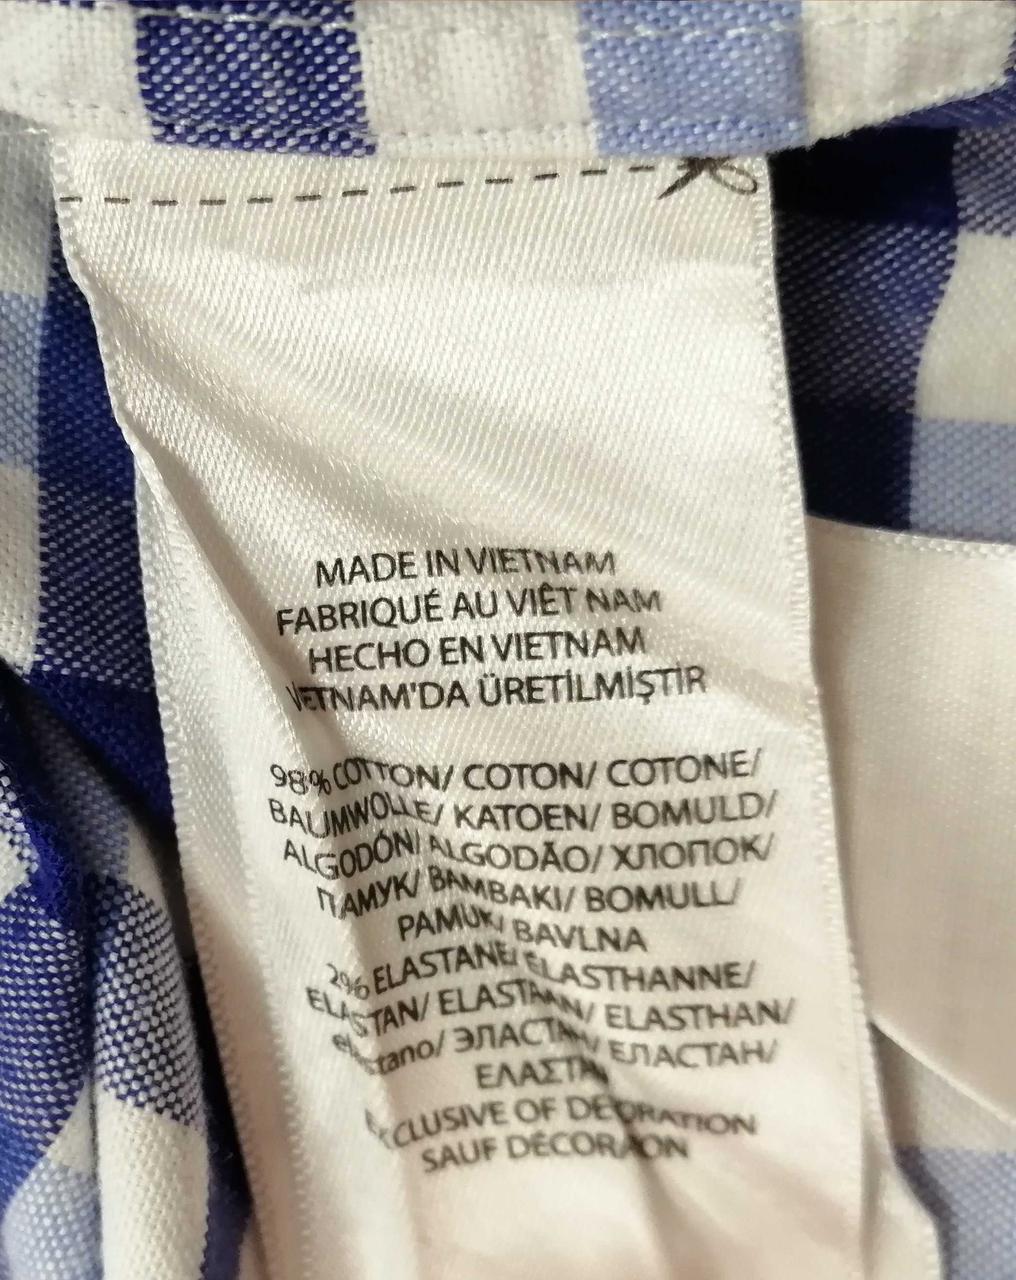 MADE IN VIETNAM
FABRIQUÉ AU VIÊT NAM
HECHO EN VIETNAM
VİETNAM'DA ÜRETİLMİŞTİR
98% COTTON/ COTON/ COTONE/
BAUMWOLLE/ KATOEN/ BOMULD/
ALGODÓN/ ALGODÃO/ ХЛОПОК/
ПАМУК/ BAMBAKI/ BOMULL/
PAMUK/ BAVLNA
2% ELASTANE/ ELASTHANNE/
ELASTAN/ ELASTAAN/ ELASTHAN/
elastano/ ЭЛАСТАН/ ЕЛАСТАН/
ΕΛΑΣΤΑΝ
EXCLUSIVE OF DECORATION
SAUF DÉCORATION